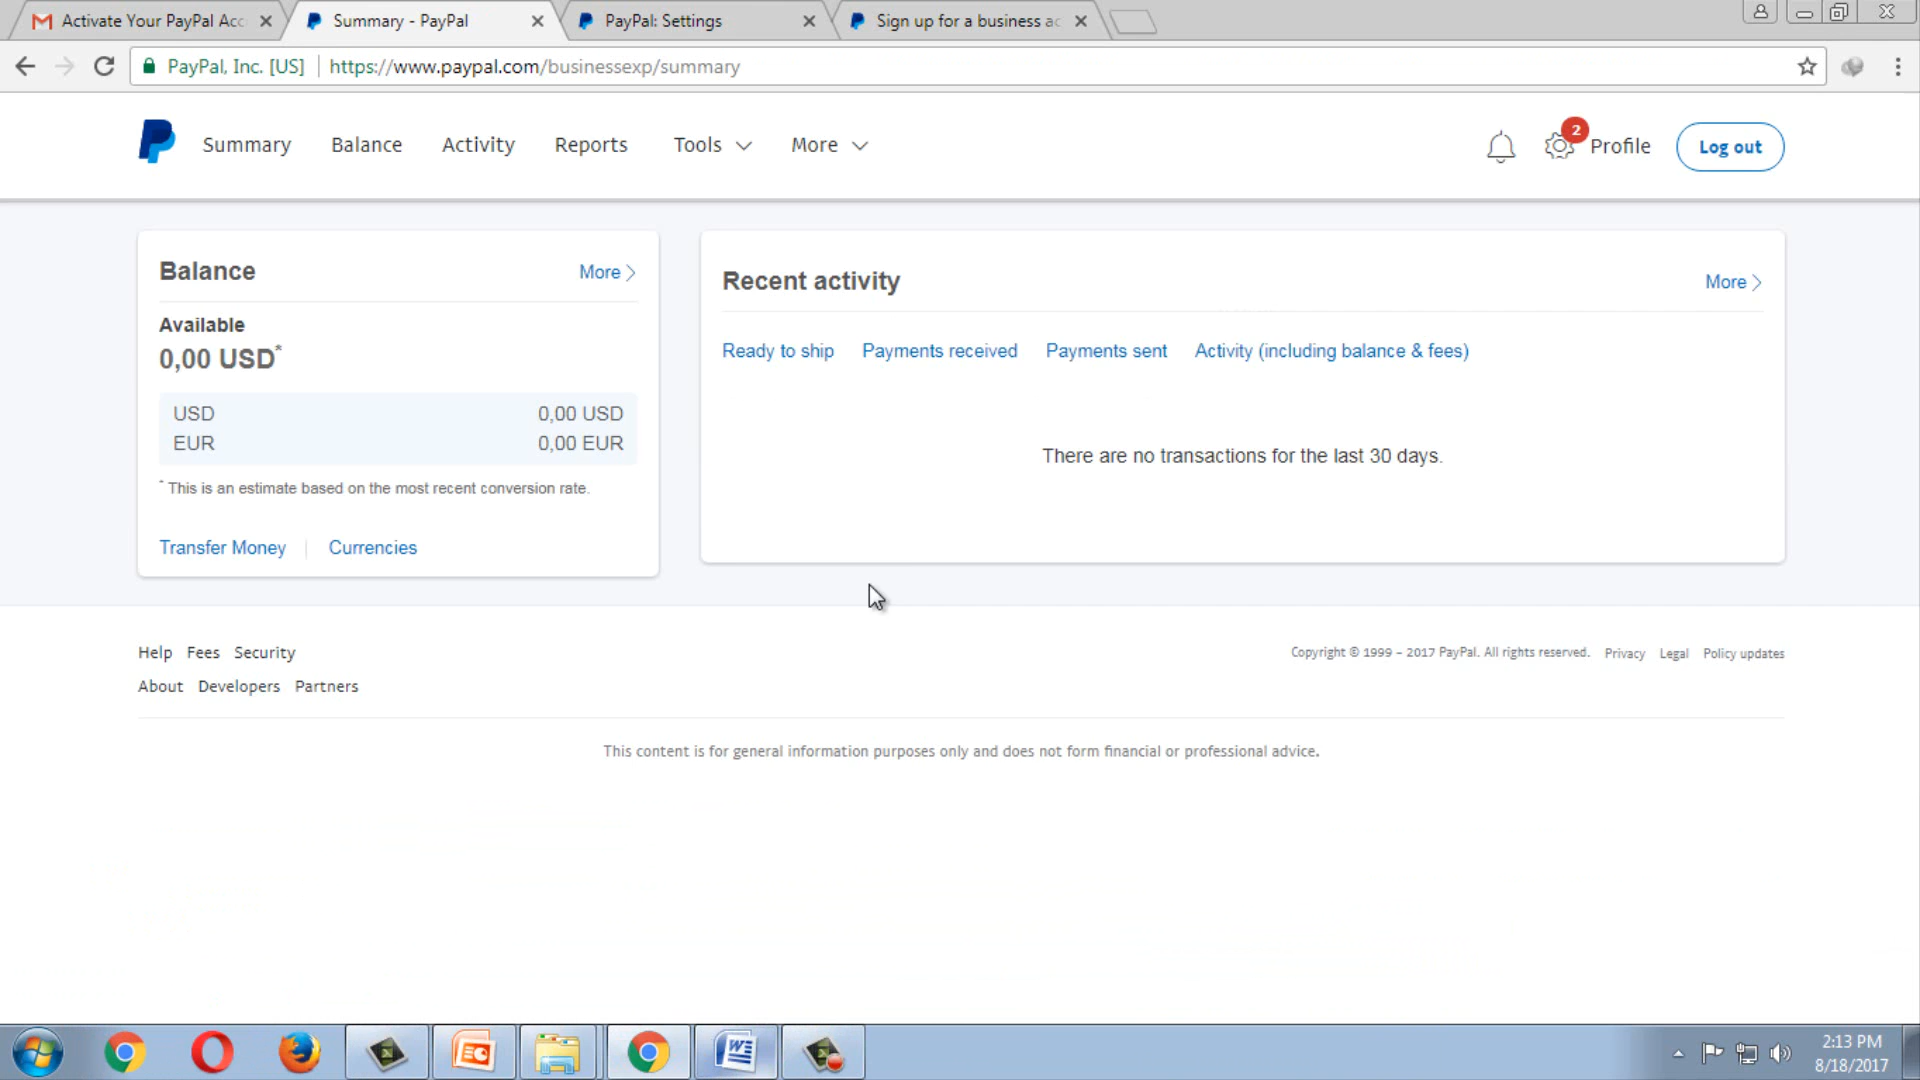 Activate Your PayPal Acc
Summary - PayPal
PayPal: Settings
Sign up for a business ac
PayPal, Inc. [US]
https://www.paypal.com/businessexp/summary
Summary
Balance
Activity
Reports
Tools
More
2
Profile
Log out
Balance
More
Available
0,00 USD*
USD 0,00 USD
EUR 0,00 EUR
* This is an estimate based on the most recent conversion rate.
Transfer Money
Currencies
Recent activity
More
Ready to ship
Payments received
Payments sent
Activity (including balance & fees)
There are no transactions for the last 30 days.
Help Fees Security
About Developers Partners
Copyright © 1999 – 2017 PayPal. All rights reserved. Privacy Legal Policy updates
This content is for general information purposes only and does not form financial or professional advice.
2:13 PM
8/18/2017